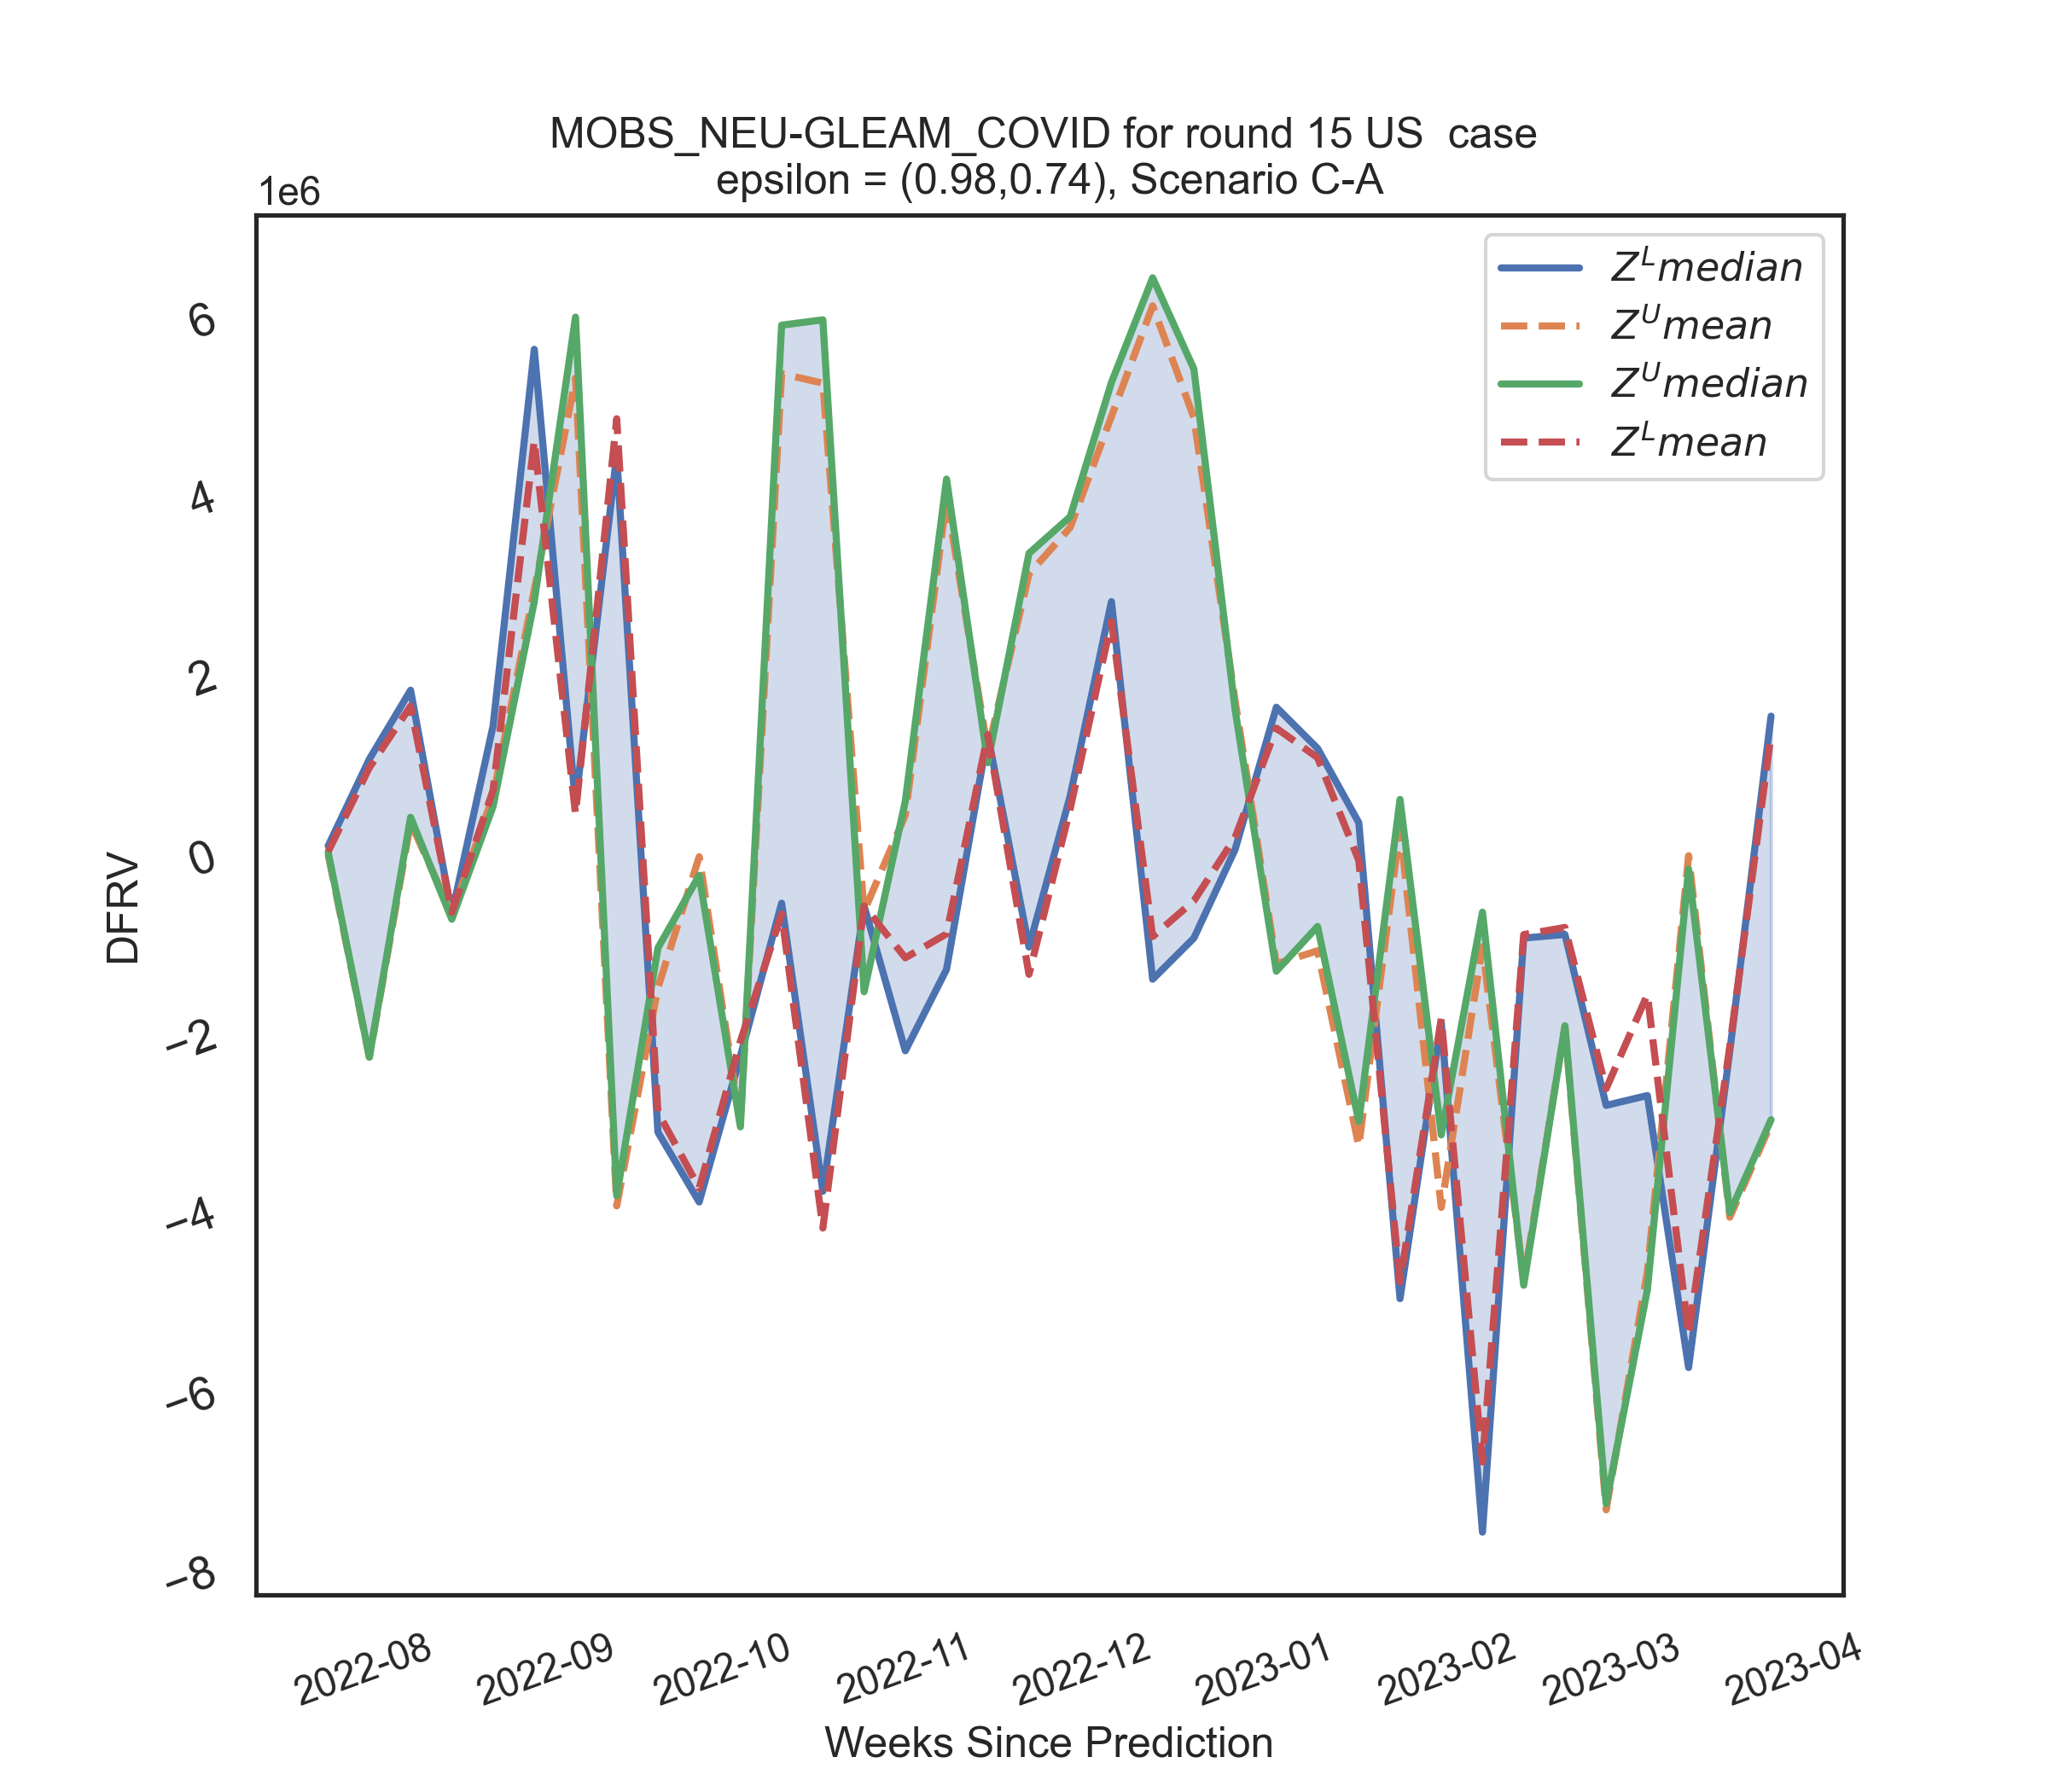 MOBS_NEU-GLEAM_COVID for round 15 US  case
epsilon = (0.98,0.74), Scenario C-A
1e6
Z^L median
Z^U mean
Z^U median
Z^L mean
6
4
2
0
−2
−4
−6
−8
DFRV
2022-08
2022-09
2022-10
2022-11
2022-12
2023-01
2023-02
2023-03
2023-04
Weeks Since Prediction